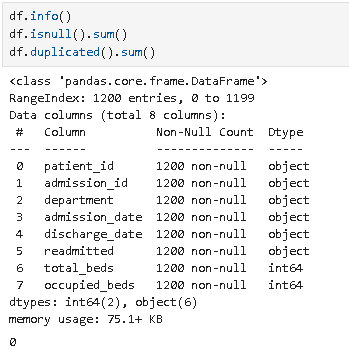 df.info()
df.isnull().sum()
df.duplicated().sum()
<class 'pandas.core.frame.DataFrame'>
RangeIndex: 1200 entries, 0 to 1199
Data columns (total 8 columns):
 #   Column          Non-Null Count  Dtype
---  ------          --------------  -----
 0   patient_id      1200 non-null   object
 1   admission_id    1200 non-null   object
 2   department      1200 non-null   object
 3   admission_date  1200 non-null   object
 4   discharge_date  1200 non-null   object
 5   readmitted      1200 non-null   object
 6   total_beds      1200 non-null   int64
 7   occupied_beds   1200 non-null   int64
dtypes: int64(2), object(6)
memory usage: 75.1+ KB
0